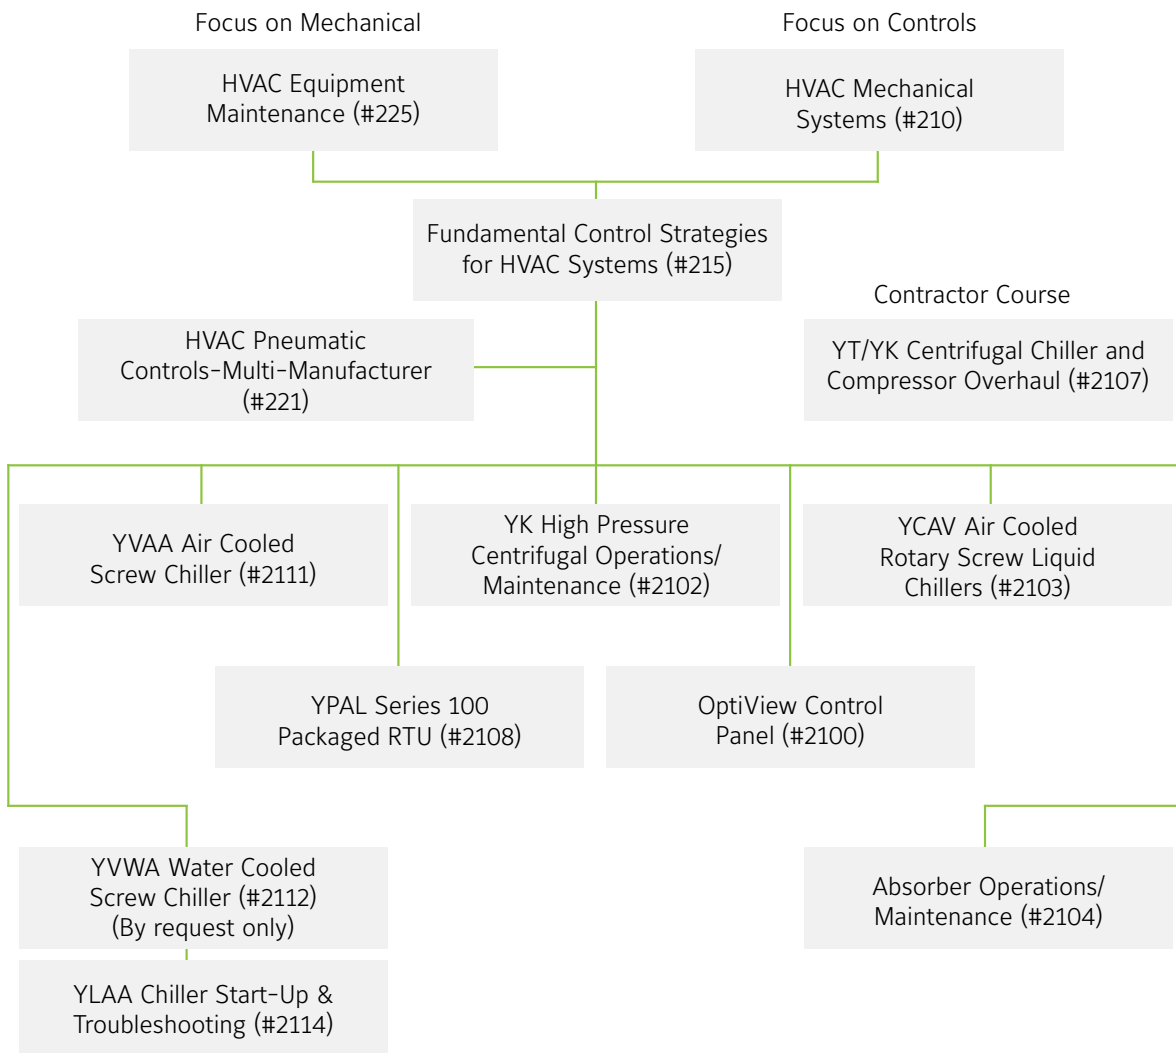 Focus on Mechanical
Focus on Controls
HVAC Equipment
Maintenance (#225)
HVAC Mechanical
Systems (#210)
Fundamental Control Strategies
for HVAC Systems (#215)
Contractor Course
HVAC Pneumatic
Controls-Multi-Manufacturer
(#221)
YT/YK Centrifugal Chiller and
Compressor Overhaul (#2107)
YVAA Air Cooled
Screw Chiller (#2111)
YK High Pressure
Centrifugal Operations/
Maintenance (#2102)
YCAV Air Cooled
Rotary Screw Liquid
Chillers (#2103)
YPAL Series 100
Packaged RTU (#2108)
OptiView Control
Panel (#2100)
YVWA Water Cooled
Screw Chiller (#2112)
(By request only)
Absorber Operations/
Maintenance (#2104)
YLAA Chiller Start-Up &
Troubleshooting (#2114)